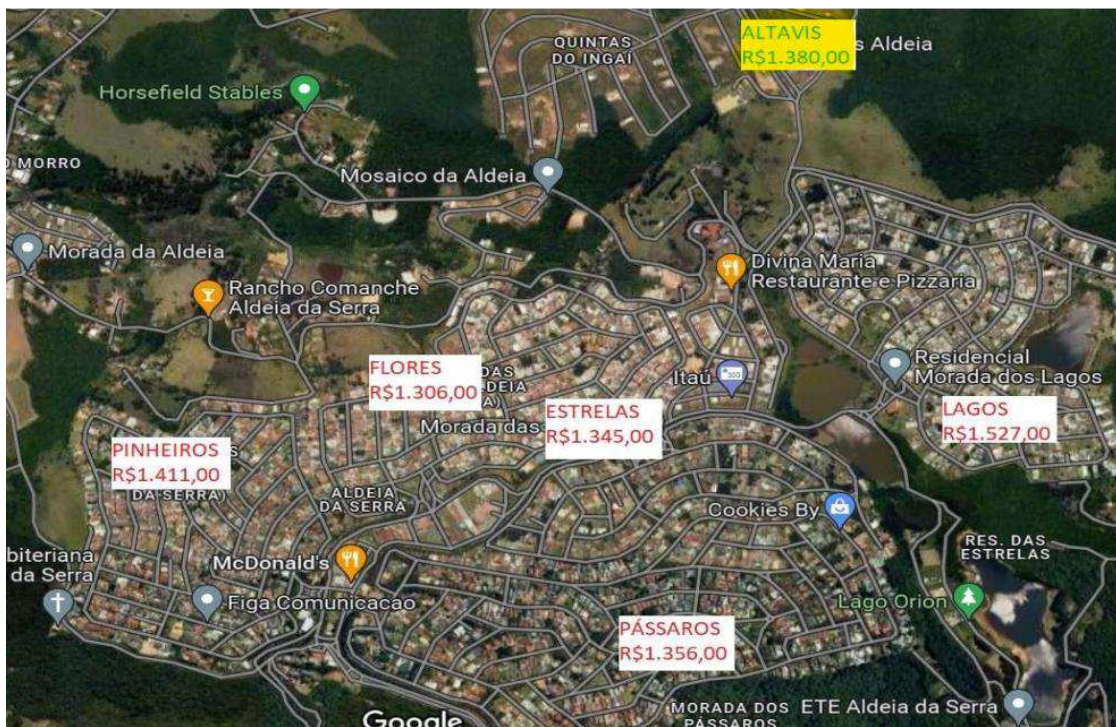 ALTAVIS
R$1.380,00
s Aldeia
QUINTAS
DO INGAÍ
Horsefield Stables
O MORRO
Mosaico da Aldeia
Morada da Aldeia
Divina Maria
Restaurante e Pizzaria
Rancho Comanche
Aldeia da Serra
FLORES
R$1.306,00
DAS
LDEIA
A)
Itaú
Residencial
Morada dos Lagos
ESTRELAS
R$1.345,00
Morada das
LAGOS
R$1.527,00
PINHEIROS
R$1.411,00
S
DA SERRA)
ALDEIA
DA SERRA
Cookies By
RES. DAS
ESTRELAS
biteriana
da Serra
McDonald's
Figa Comunicacao
Lago Orion
PÁSSAROS
R$1.356,00
MORADA DOS
PÁSSAROS
ETE Aldeia da Serra
Google